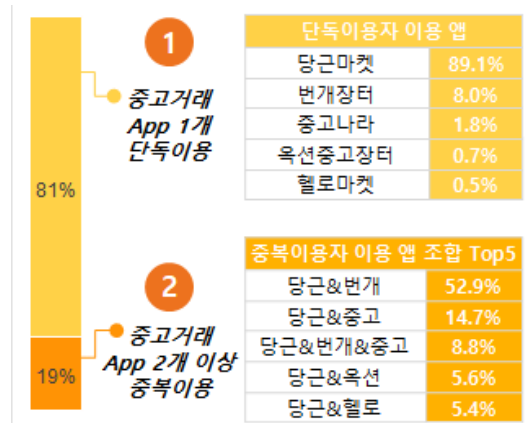 81%
19%
1
중고거래
App 1개
단독이용
단독이용자 이용 앱
당근마켓 89.1%
번개장터 8.0%
중고나라 1.8%
옥션중고장터 0.7%
헬로마켓 0.5%
2
중고거래
App 2개 이상
중복이용
중복이용자 이용 앱 조합 Top5
당근&번개 52.9%
당근&중고 14.7%
당근&번개&중고 8.8%
당근&옥션 5.6%
당근&헬로 5.4%